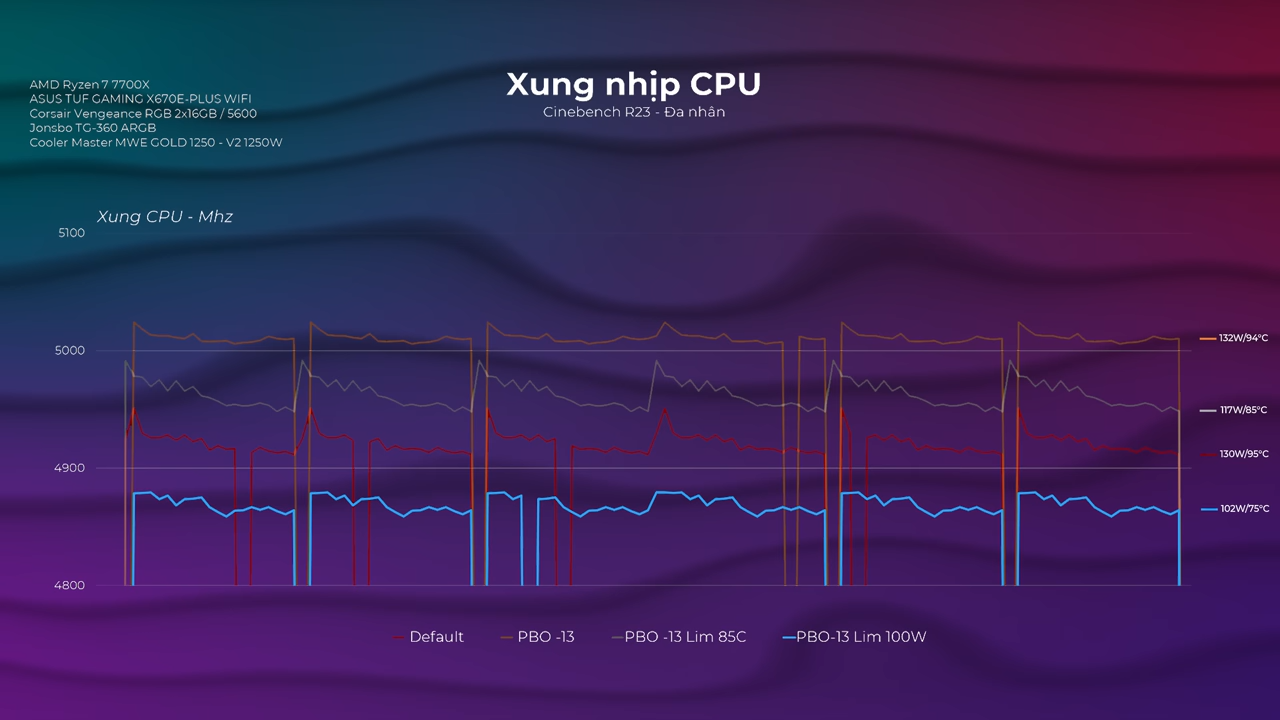 AMD Ryzen 7 7700X
ASUS TUF GAMING X670E-PLUS WIFI
Corsair Vengeance RGB 2x16GB / 5600
Jonsbo TG-360 ARGB
Cooler Master MWE GOLD 1250 - V2 1250W
Xung nhịp CPU
Cinebench R23 - Đa nhân
Xung CPU - Mhz
5100
5000
4900
4800
132W/94°C
117W/85°C
130W/95°C
102W/75°C
Default
PBO -13
PBO -13 Lim 85C
PBO-13 Lim 100W